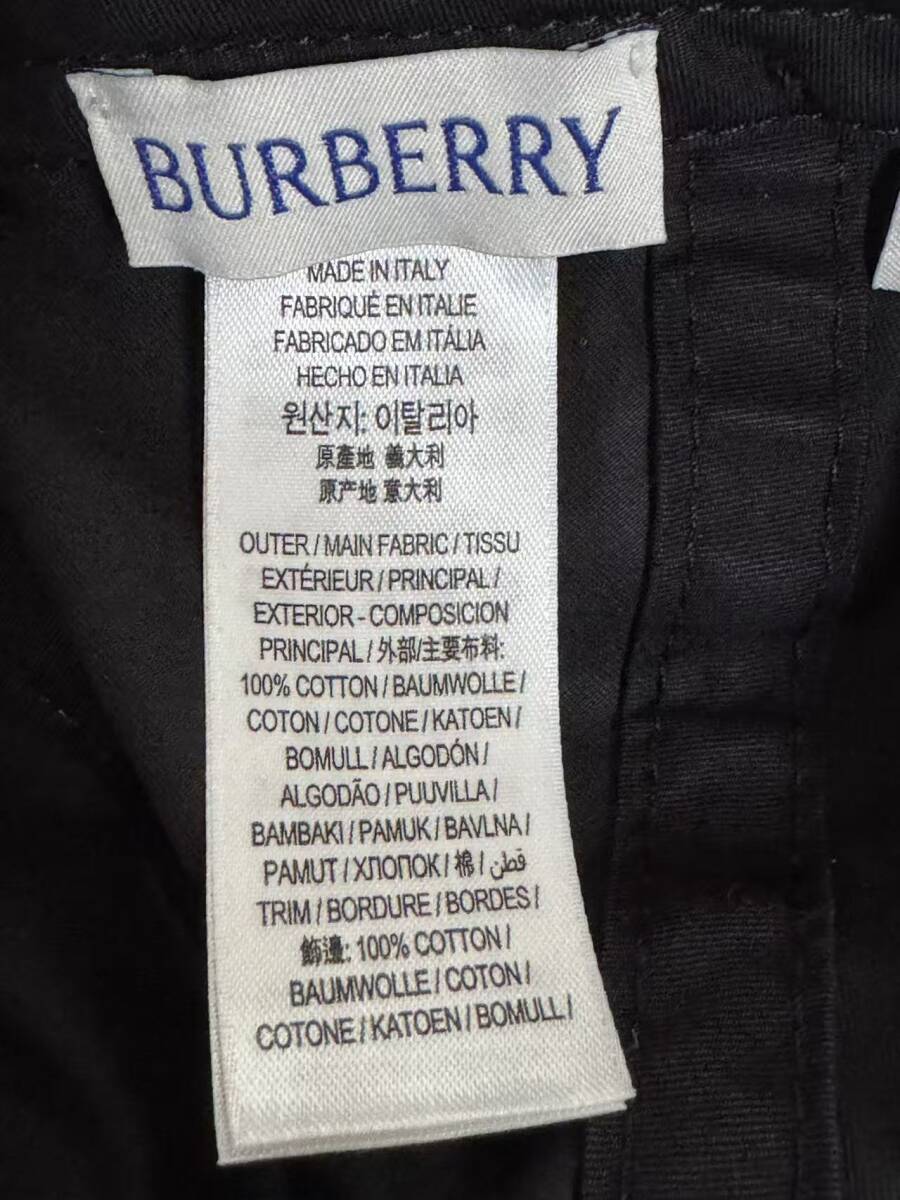 BURBERRY
MADE IN ITALY
FABRIQUÉ EN ITALIE
FABRICADO EM ITÁLIA
HECHO EN ITALIA
원산지: 이탈리아
原產地 義大利
原产地 意大利
OUTER / MAIN FABRIC / TISSU
EXTÉRIEUR / PRINCIPAL /
EXTERIOR - COMPOSICION
PRINCIPAL / 外部/主要布料:
100% COTTON / BAUMWOLLE /
COTON / COTONE / KATOEN /
BOMULL / ALGODÓN /
ALGODÃO / PUUVILLA /
BAMBAKI / PAMUK / BAVLNA /
PAMUT / ХЛОПОК / 棉 / قطن /
TRIM / BORDURE / BORDES /
飾邊: 100% COTTON /
BAUMWOLLE / COTON /
COTONE / KATOEN / BOMULL /